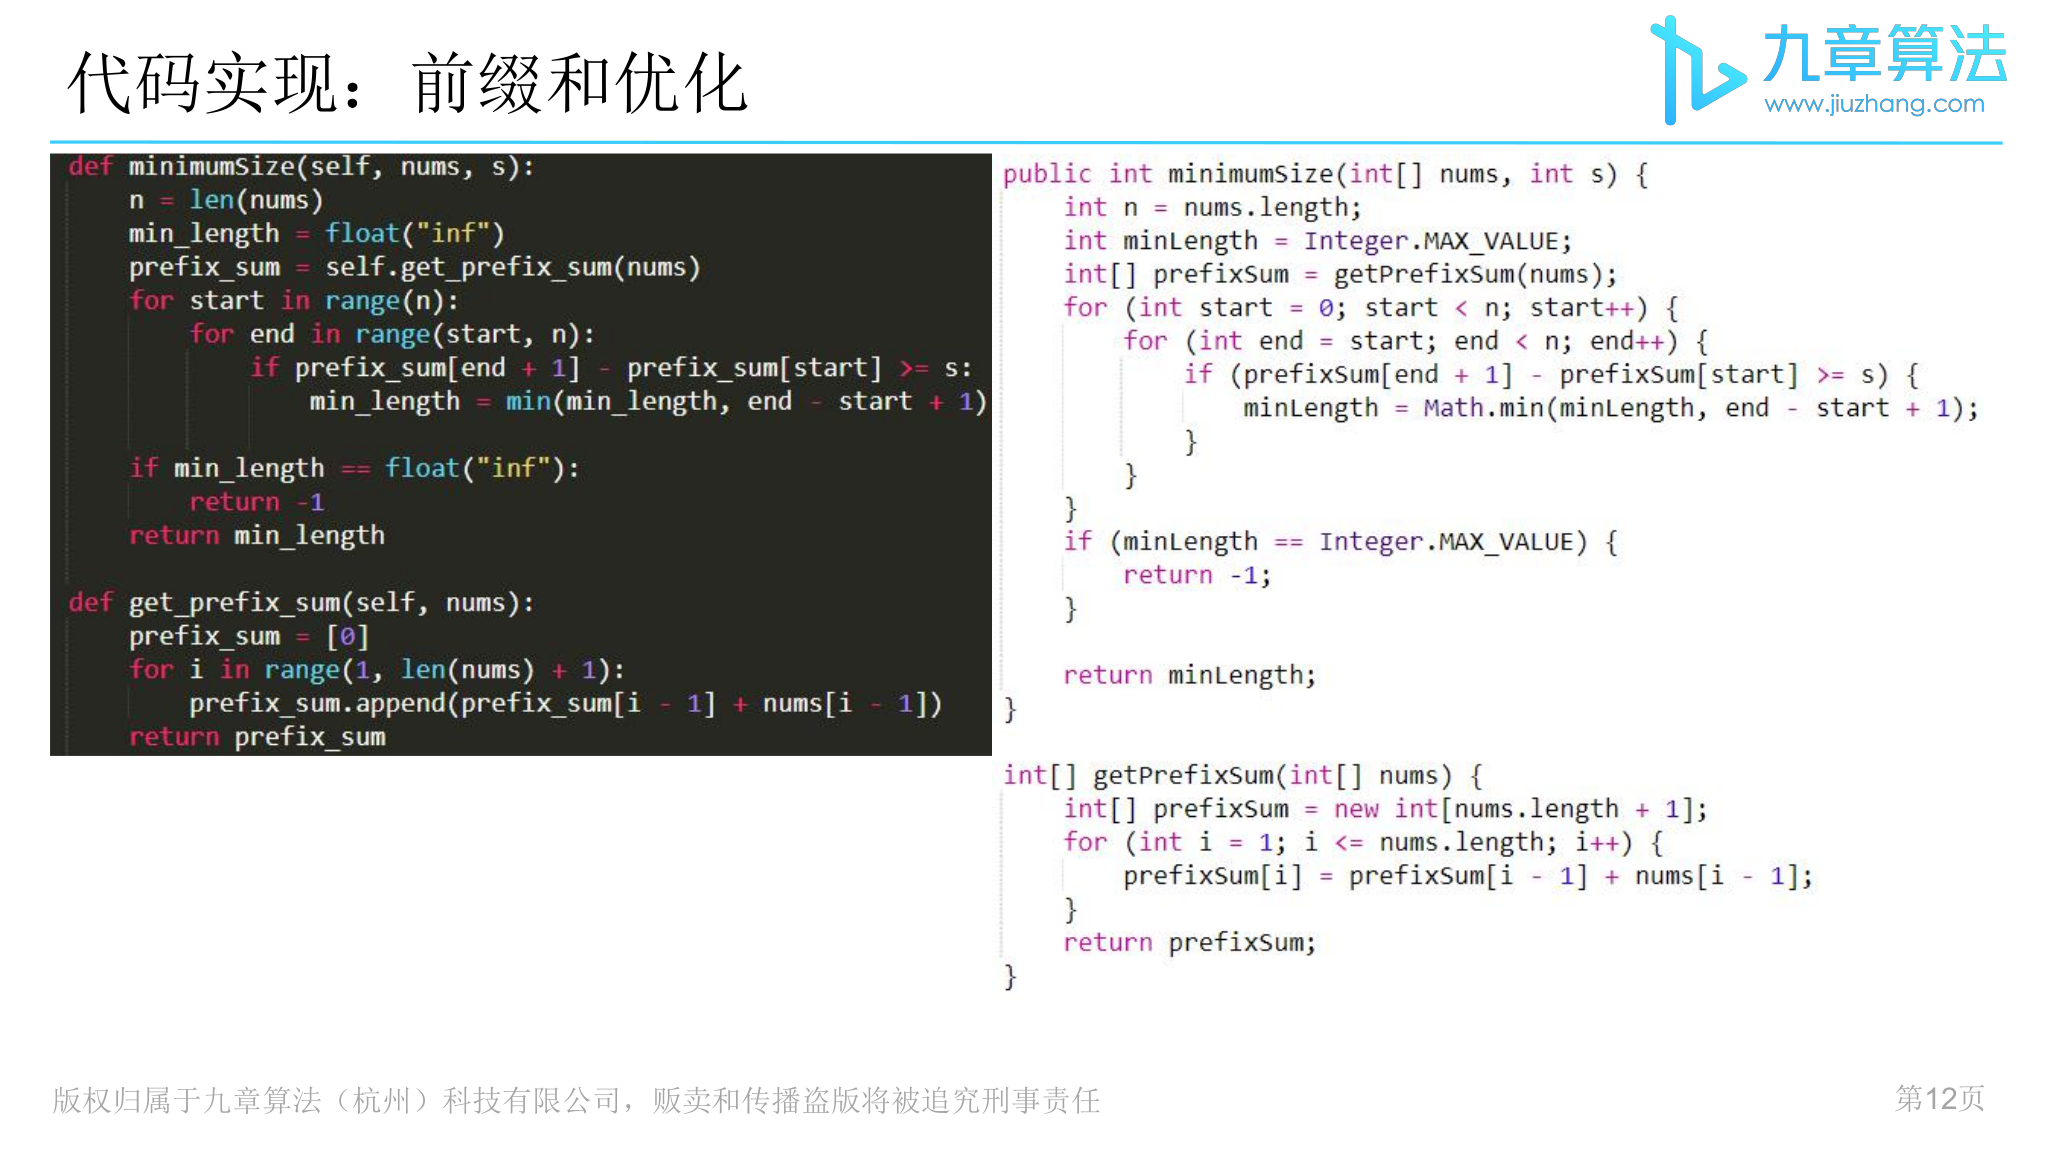 代码实现：前缀和优化
九章算法
www.jiuzhang.com
def minimumSize(self, nums, s):
    n = len(nums)
    min_length = float("inf")
    prefix_sum = self.get_prefix_sum(nums)
    for start in range(n):
        for end in range(start, n):
            if prefix_sum[end + 1] - prefix_sum[start] >= s:
                min_length = min(min_length, end - start + 1)
    if min_length == float("inf"):
        return -1
    return min_length
def get_prefix_sum(self, nums):
    prefix_sum = [0]
    for i in range(1, len(nums) + 1):
        prefix_sum.append(prefix_sum[i - 1] + nums[i - 1])
    return prefix_sum
public int minimumSize(int[] nums, int s) {
    int n = nums.length;
    int minLength = Integer.MAX_VALUE;
    int[] prefixSum = getPrefixSum(nums);
    for (int start = 0; start < n; start++) {
        for (int end = start; end < n; end++) {
            if (prefixSum[end + 1] - prefixSum[start] >= s) {
                minLength = Math.min(minLength, end - start + 1);
            }
        }
    }
    if (minLength == Integer.MAX_VALUE) {
        return -1;
    }
    return minLength;
}
int[] getPrefixSum(int[] nums) {
    int[] prefixSum = new int[nums.length + 1];
    for (int i = 1; i <= nums.length; i++) {
        prefixSum[i] = prefixSum[i - 1] + nums[i - 1];
    }
    return prefixSum;
}
版权归属于九章算法（杭州）科技有限公司，贩卖和传播盗版将被追究刑事责任
第12页